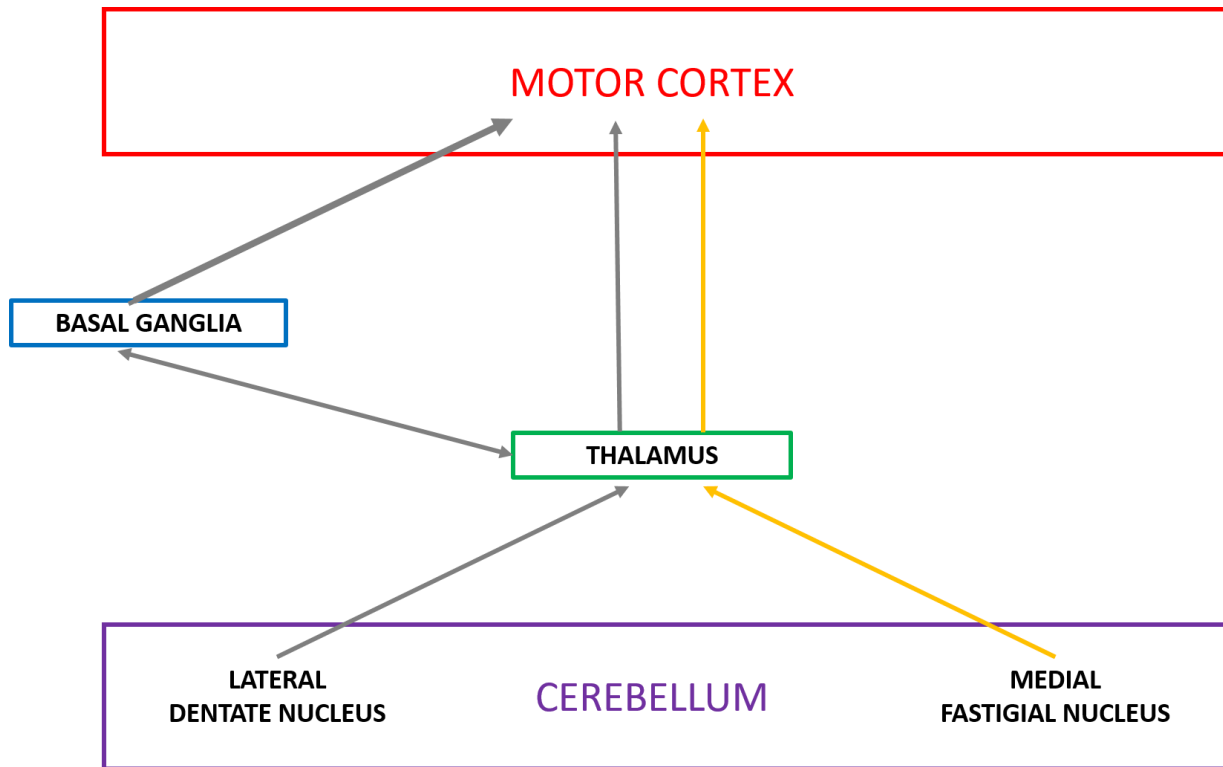 MOTOR CORTEX
BASAL GANGLIA
THALAMUS
LATERAL
DENTATE NUCLEUS
CEREBELLUM
MEDIAL
FASTIGIAL NUCLEUS